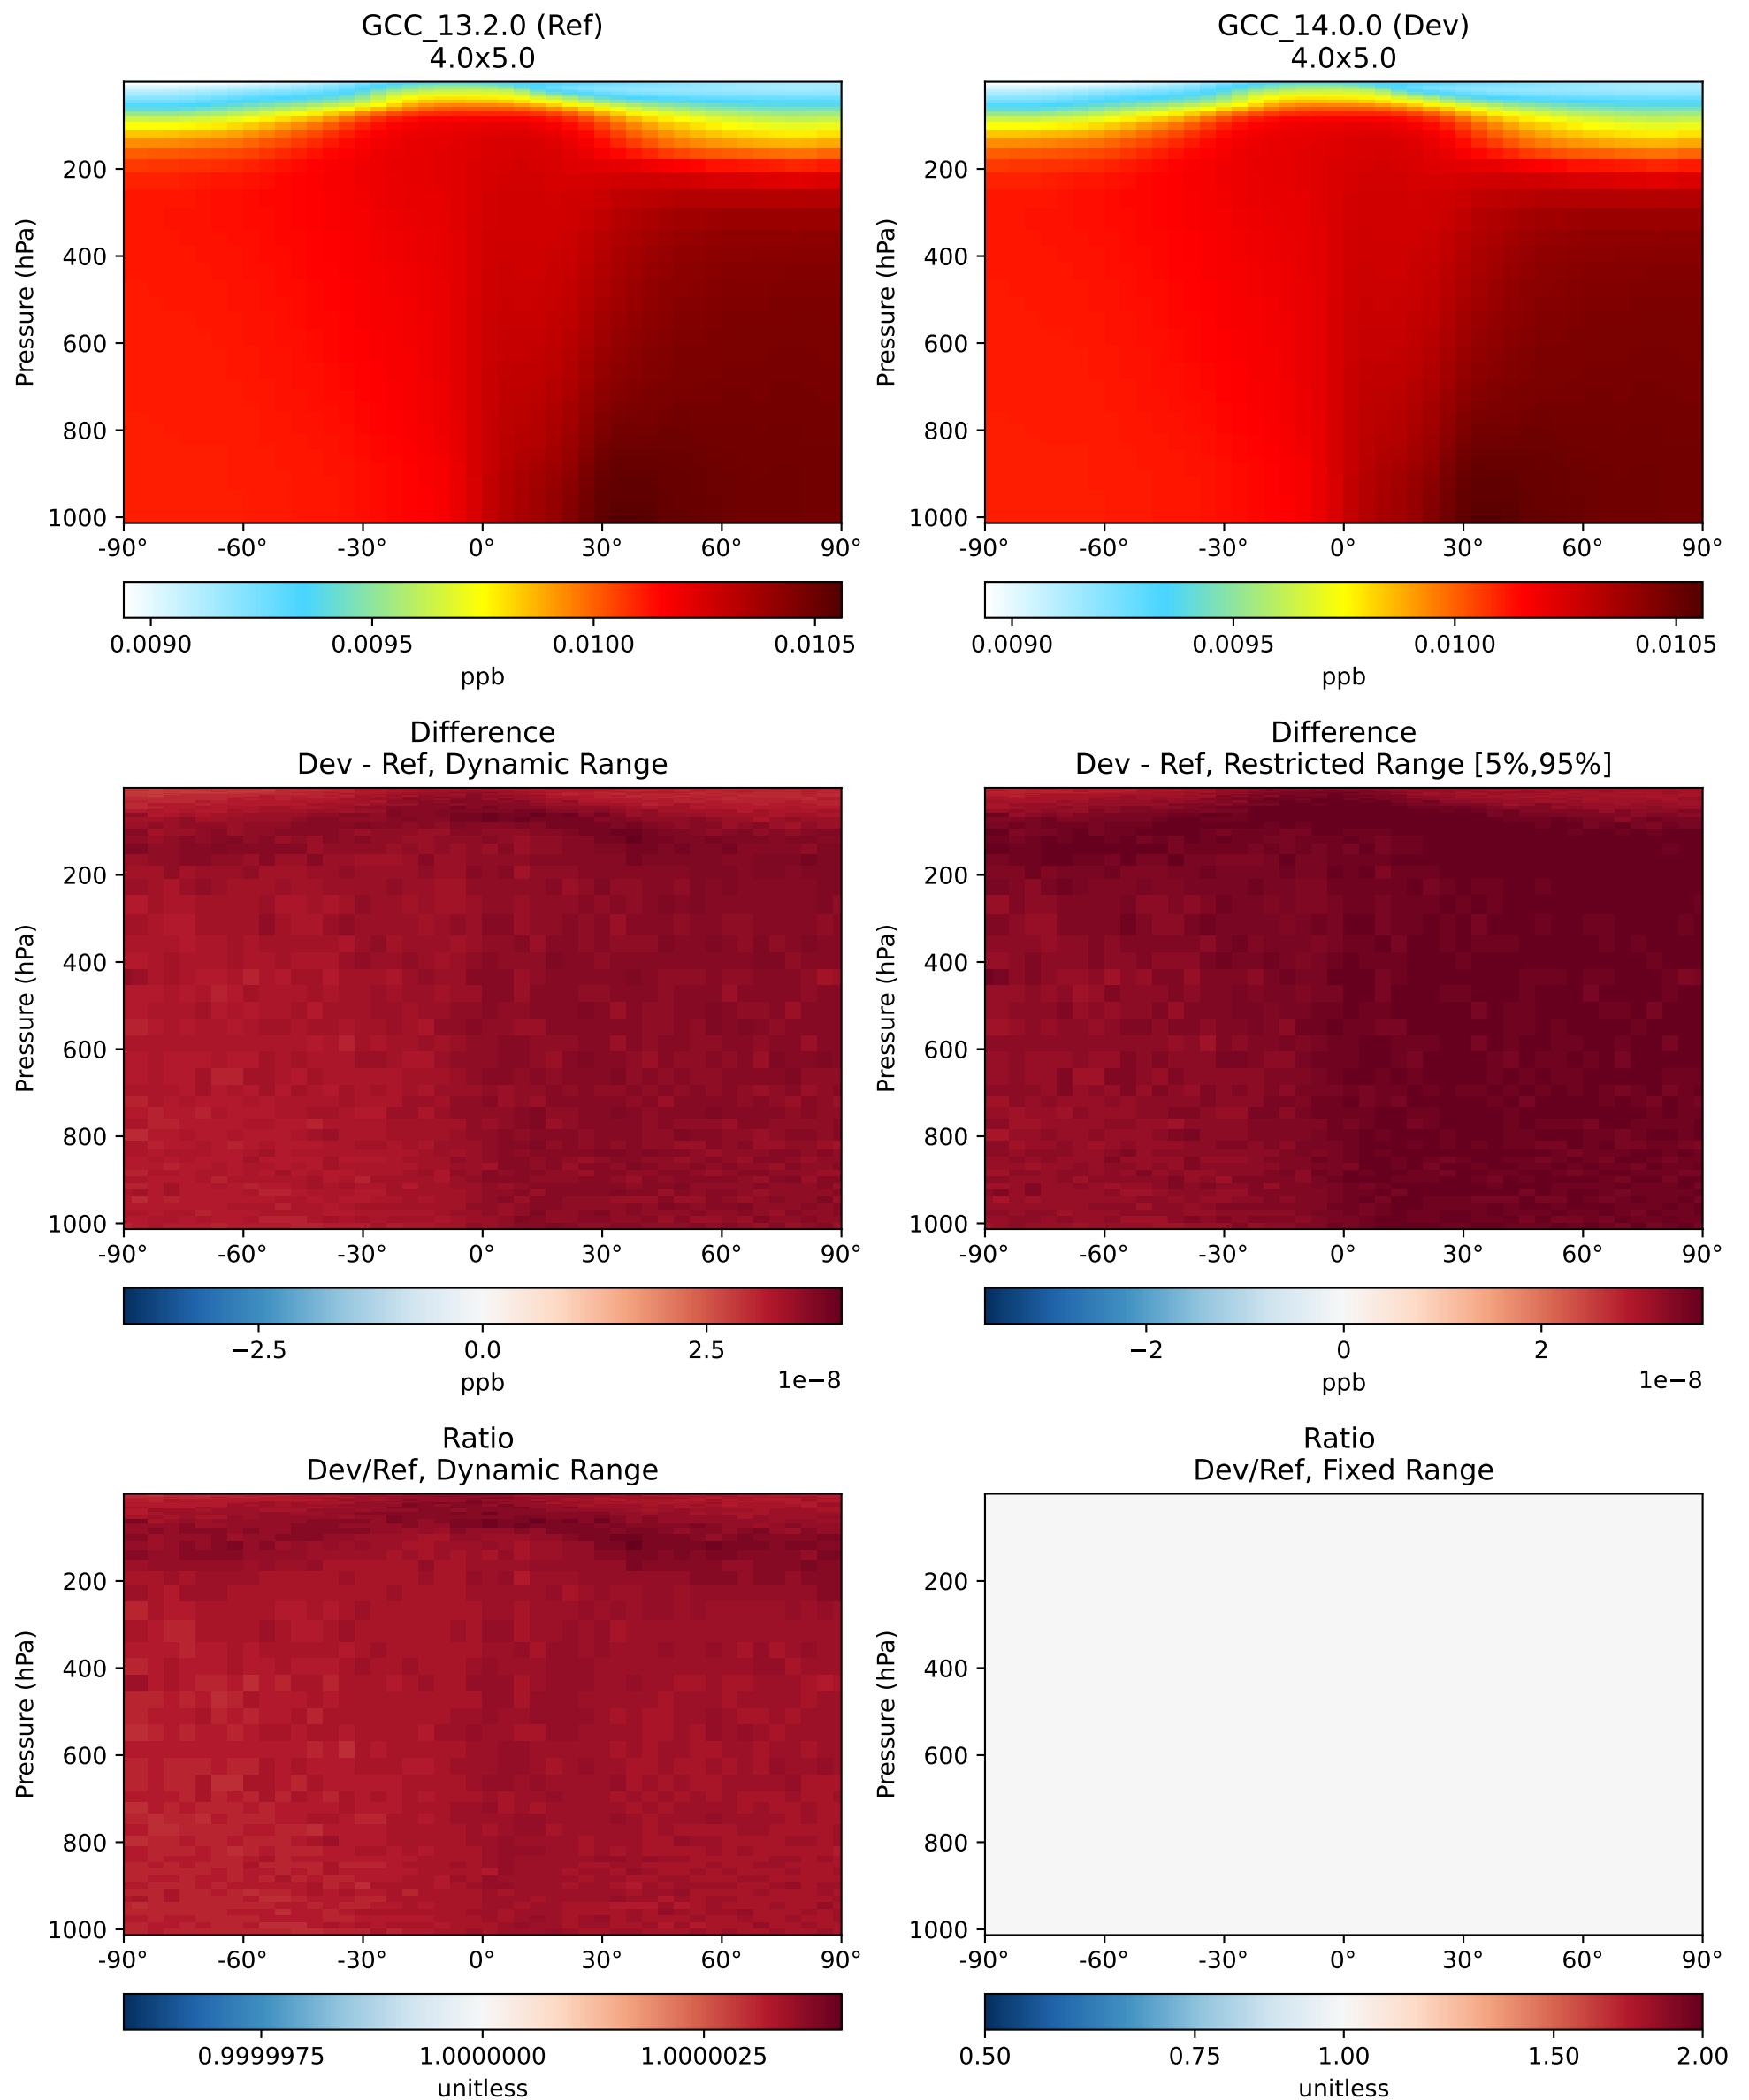 GCC_13.2.0 (Ref)
4.0x5.0
Pressure (hPa)
200
400
600
800
1000
-90° -60° -30° 0° 30° 60° 90°
0.0090 0.0095 0.0100 0.0105
ppb
GCC_14.0.0 (Dev)
4.0x5.0
Pressure (hPa)
200
400
600
800
1000
-90° -60° -30° 0° 30° 60° 90°
0.0090 0.0095 0.0100 0.0105
ppb
Difference
Dev - Ref, Dynamic Range
Pressure (hPa)
200
400
600
800
1000
-90° -60° -30° 0° 30° 60° 90°
−2.5 0.0 2.5
ppb 1e−8
Difference
Dev - Ref, Restricted Range [5%,95%]
Pressure (hPa)
200
400
600
800
1000
-90° -60° -30° 0° 30° 60° 90°
−2 0 2
ppb 1e−8
Ratio
Dev/Ref, Dynamic Range
Pressure (hPa)
200
400
600
800
1000
-90° -60° -30° 0° 30° 60° 90°
0.9999975 1.0000000 1.0000025
unitless
Ratio
Dev/Ref, Fixed Range
Pressure (hPa)
200
400
600
800
1000
-90° -60° -30° 0° 30° 60° 90°
0.50 0.75 1.00 1.50 2.00
unitless